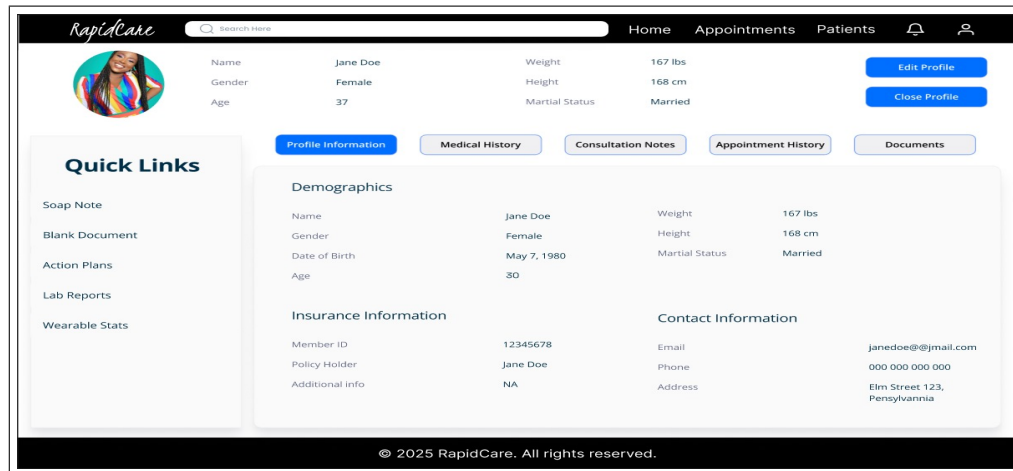 RapidCare Search Here Home Appointments Patients
Name Jane Doe Weight 167 lbs Edit Profile
Gender Female Height 168 cm
Age 37 Martial Status Married Close Profile
Profile Information Medical History Consultation Notes Appointment History Documents
Quick Links
Soap Note
Blank Document
Action Plans
Lab Reports
Wearable Stats
Demographics
Name Jane Doe Weight 167 lbs
Gender Female Height 168 cm
Date of Birth May 7, 1980 Martial Status Married
Age 30
Insurance Information
Member ID 12345678
Policy Holder Jane Doe
Additional info NA
Contact Information
Email janedoe@@jmail.com
Phone 000 000 000 000
Address Elm Street 123,
Pensylvannia
© 2025 RapidCare. All rights reserved.